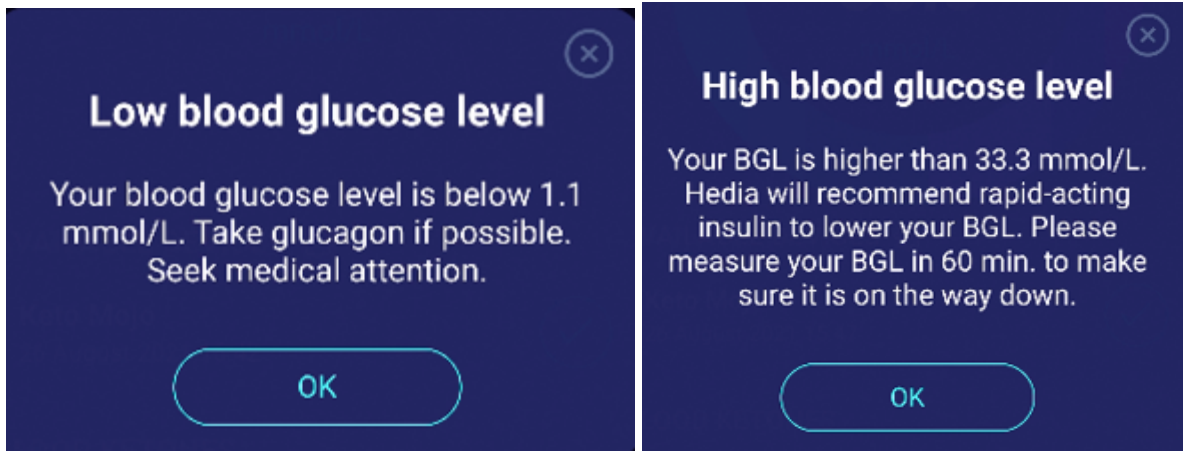 Low blood glucose level
Your blood glucose level is below 1.1
mmol/L. Take glucagon if possible.
Seek medical attention.
OK
High blood glucose level
Your BGL is higher than 33.3 mmol/L.
Hedia will recommend rapid-acting
insulin to lower your BGL. Please
measure your BGL in 60 min. to make
sure it is on the way down.
OK